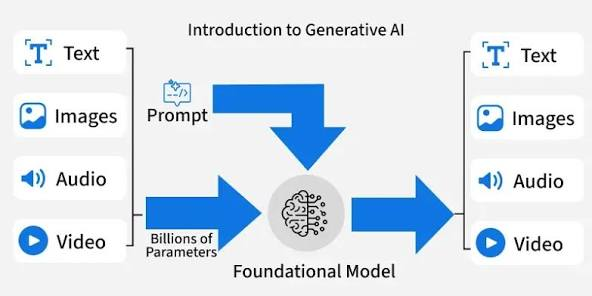 Introduction to Generative AI
Text
Images
Audio
Video
Prompt
Billions of
Parameters
Foundational Model
Text
Images
Audio
Video